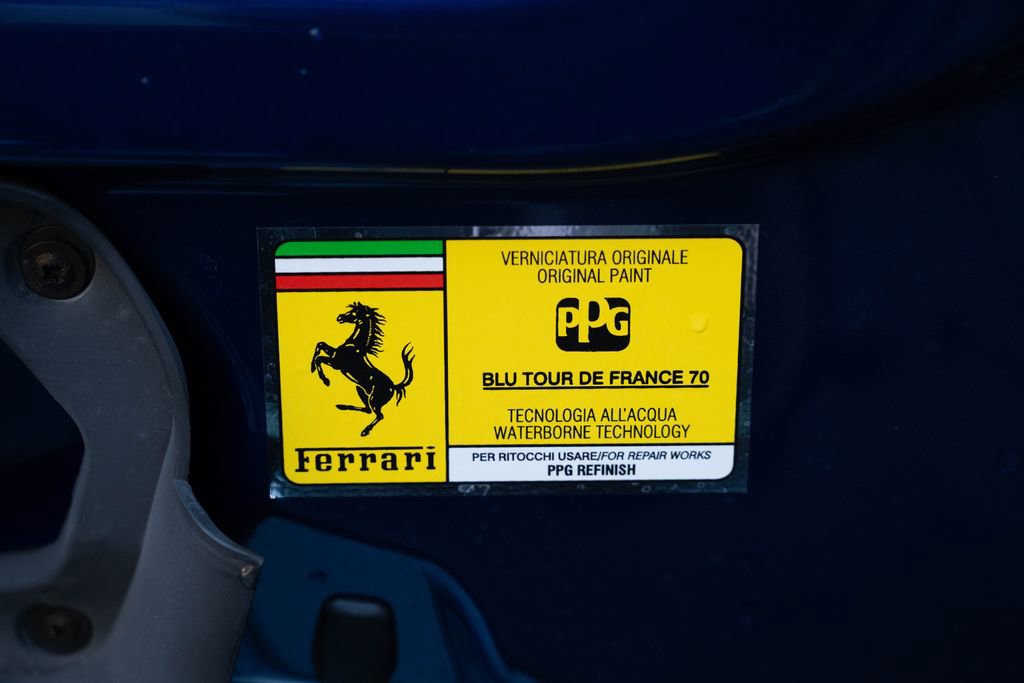 Ferrari
VERNICIATURA ORIGINALE
ORIGINAL PAINT
PPG
BLU TOUR DE FRANCE 70
TECNOLOGIA ALL'ACQUA
WATERBORNE TECHNOLOGY
PER RITOCCHI USARE/FOR REPAIR WORKS
PPG REFINISH